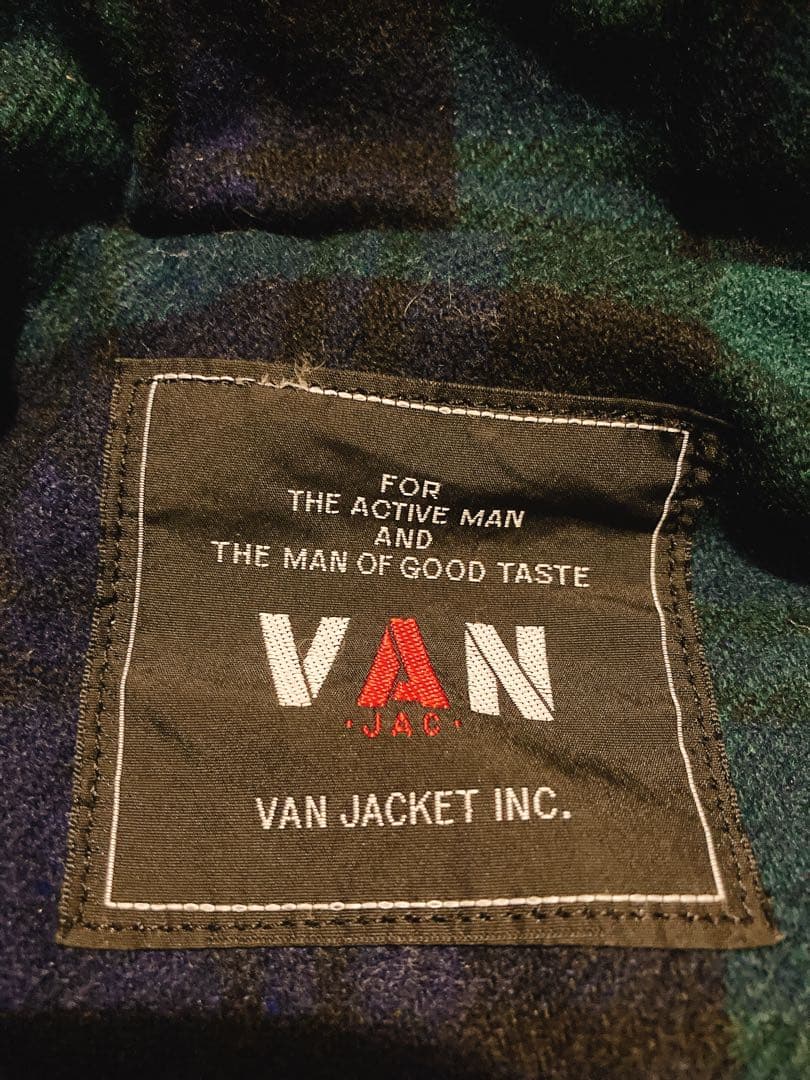 FOR
THE ACTIVE MAN
AND
THE MAN OF GOOD TASTE
VAN
·JAC·
VAN JACKET INC.